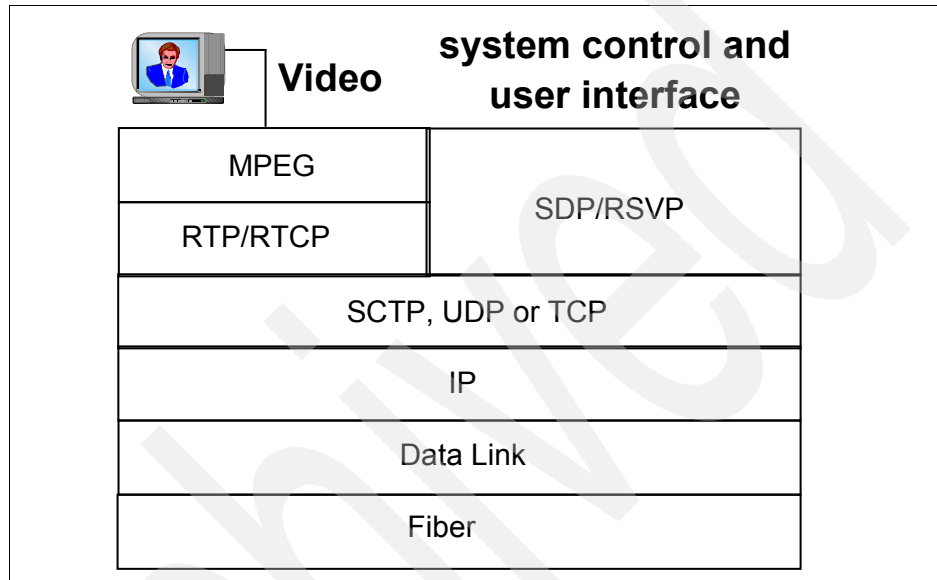 Video
system control and
user interface
MPEG
SDP/RSVP
RTP/RTCP
SCTP, UDP or TCP
IP
Data Link
Fiber